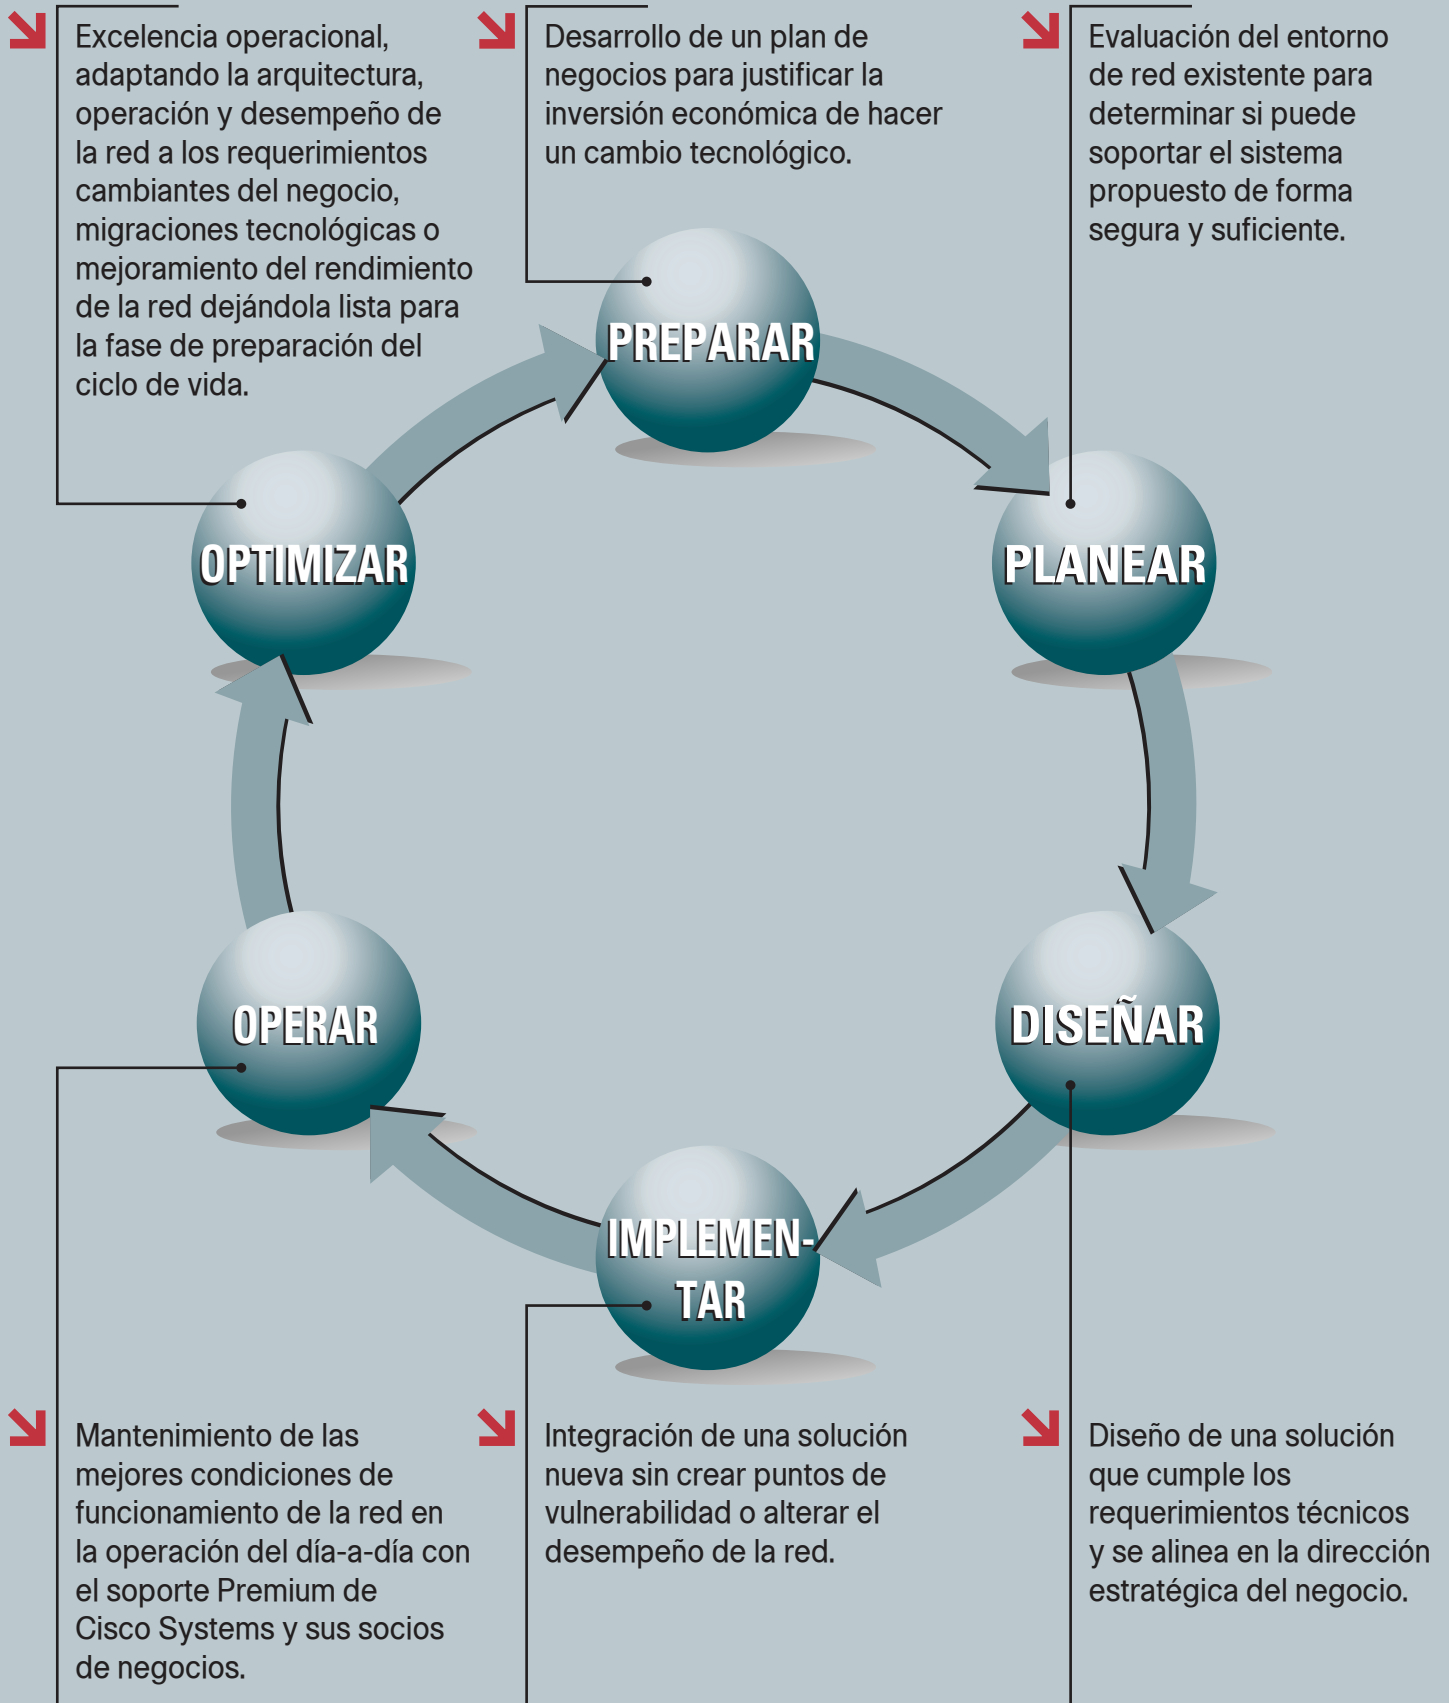 Excelencia operacional,
adaptando la arquitectura,
operación y desempeño de
la red a los requerimientos
cambiantes del negocio,
migraciones tecnológicas o
mejoramiento del rendimiento
de la red dejándola lista para
la fase de preparación del
ciclo de vida.
Desarrollo de un plan de
negocios para justificar la
inversión económica de hacer
un cambio tecnológico.
Evaluación del entorno
de red existente para
determinar si puede
soportar el sistema
propuesto de forma
segura y suficiente.
PREPARAR
OPTIMIZAR
PLANEAR
OPERAR
DISEÑAR
IMPLEMEN-
TAR
Mantenimiento de las
mejores condiciones de
funcionamiento de la red en
la operación del día-a-día con
el soporte Premium de
Cisco Systems y sus socios
de negocios.
Integración de una solución
nueva sin crear puntos de
vulnerabilidad o alterar el
desempeño de la red.
Diseño de una solución
que cumple los
requerimientos técnicos
y se alinea en la dirección
estratégica del negocio.